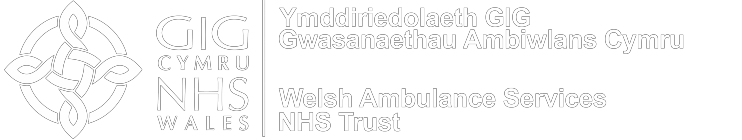 GIG
CYMRU
NHS
WALES
Ymddiriedolaeth GIG
Gwasanaethau Ambiwlans Cymru
Welsh Ambulance Services
NHS Trust